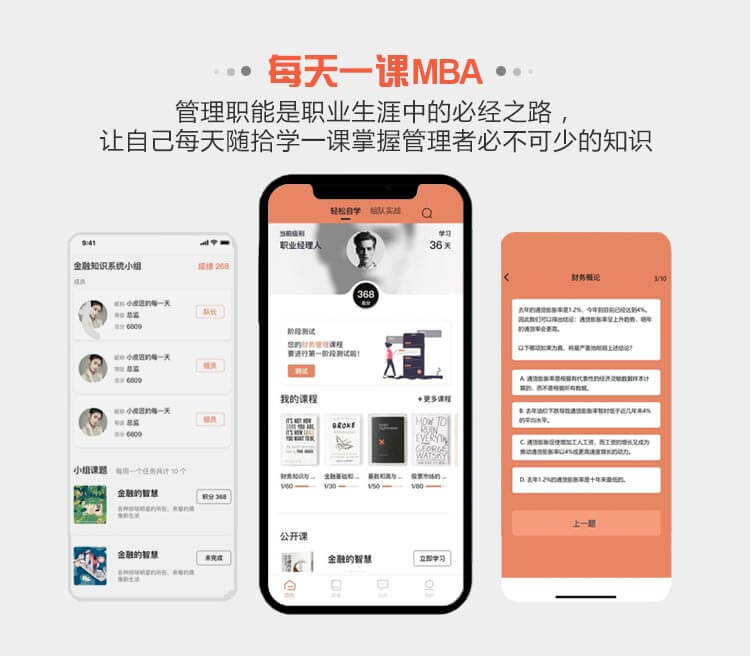 每天一课MBA
管理职能是职业生涯中的必经之路，
让自己每天随拾学一课掌握管理者必不可少的知识
9:41
金融知识系统小组
成绩 268
成员
昵称 小皮匠的每一天
等级 总监
总分 6809
队长
昵称 小皮匠的每一天
等级 总监
总分 6809
组员
昵称 小皮匠的每一天
等级 总监
总分 6809
组员
小组课题
每周一个任务共计 10 个
金融的智慧
积分 368
金融的智慧
未完成
轻松自学
组队实战
当前级别
职业经理人
学习
36 天
368
总分
阶段测试
您的财务管理课程
要进行第一阶段测试啦!
测试
我的课程
+更多课程
IT'S NOT HOW
GOOD YOU ARE,
IT'S HOW
GOOD YOU
WANT TO BE.
BROKE
HOW TO
RUIN
EVERYTHING
GEORGE
WATSKY
财务知识与 ...
1/60
金融基础和 ...
1/30
基础和高与 ...
1/50
股票市场的 ...
1/80
公开课
金融的智慧
立即学习
财务概论
3/10
去年的通货膨胀率是1.2%，今年到目前已经达到4%。
因此我们可以得出结论：通货膨胀率呈上升趋势，明年
的通货率会更高。
以下哪项如果为真，将最严重地削弱上述结论？
A. 通货膨胀率是根据有代表性的经济灵敏数据样本计
算的，而不是根据所有数据。
B. 去年油价下跌导致通货膨胀率暂时低于近几年来4%
的平均水平。
C. 通货膨胀促使增加工人工资，而工资的增长又成为
推动通货膨胀率以4%或更高速度增长的动力。
D. 去年1.2%的通货膨胀率是十年来最低的。
上一题